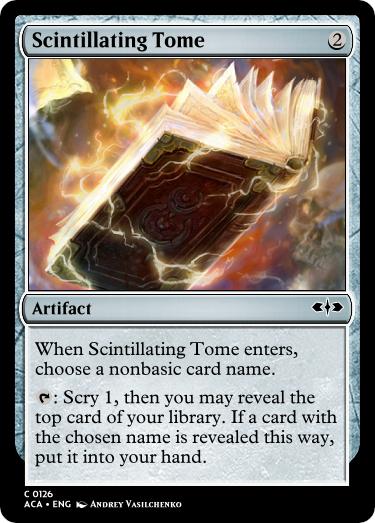 Scintillating Tome 2
Artifact
When Scintillating Tome enters,
choose a nonbasic card name.
: Scry 1, then you may reveal the
top card of your library. If a card with
the chosen name is revealed this way,
put it into your hand.
C 0126
ACA • ENG Andrey Vasilchenko